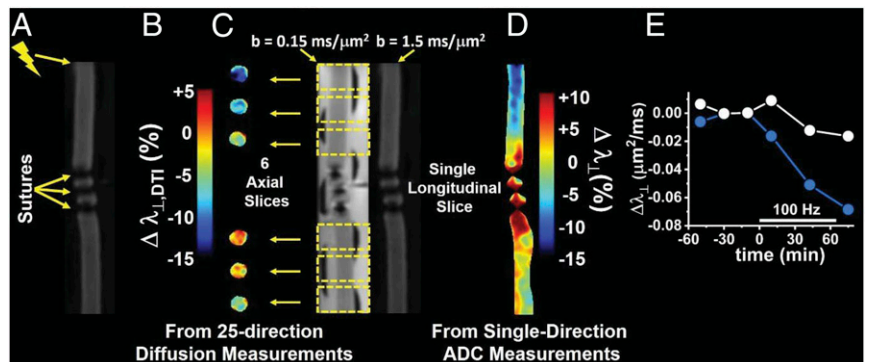 A
B
C
D
E
b = 0.15 ms/μm²
b = 1.5 ms/μm²
Sutures
Δ λ⊥,DTI (%)
+5
0
-5
-10
-15
6
Axial
Slices
Single
Longitudinal
Slice
+10
+5
0
-5
-10
-15
Δ λ⊥ (%)
Δλ⊥ (μm²/ms)
0.00
-0.02
-0.04
-0.06
-0.08
100 Hz
-60
-30
0
30
60
time (min)
From 25-direction
Diffusion Measurements
From Single-Direction
ADC Measurements